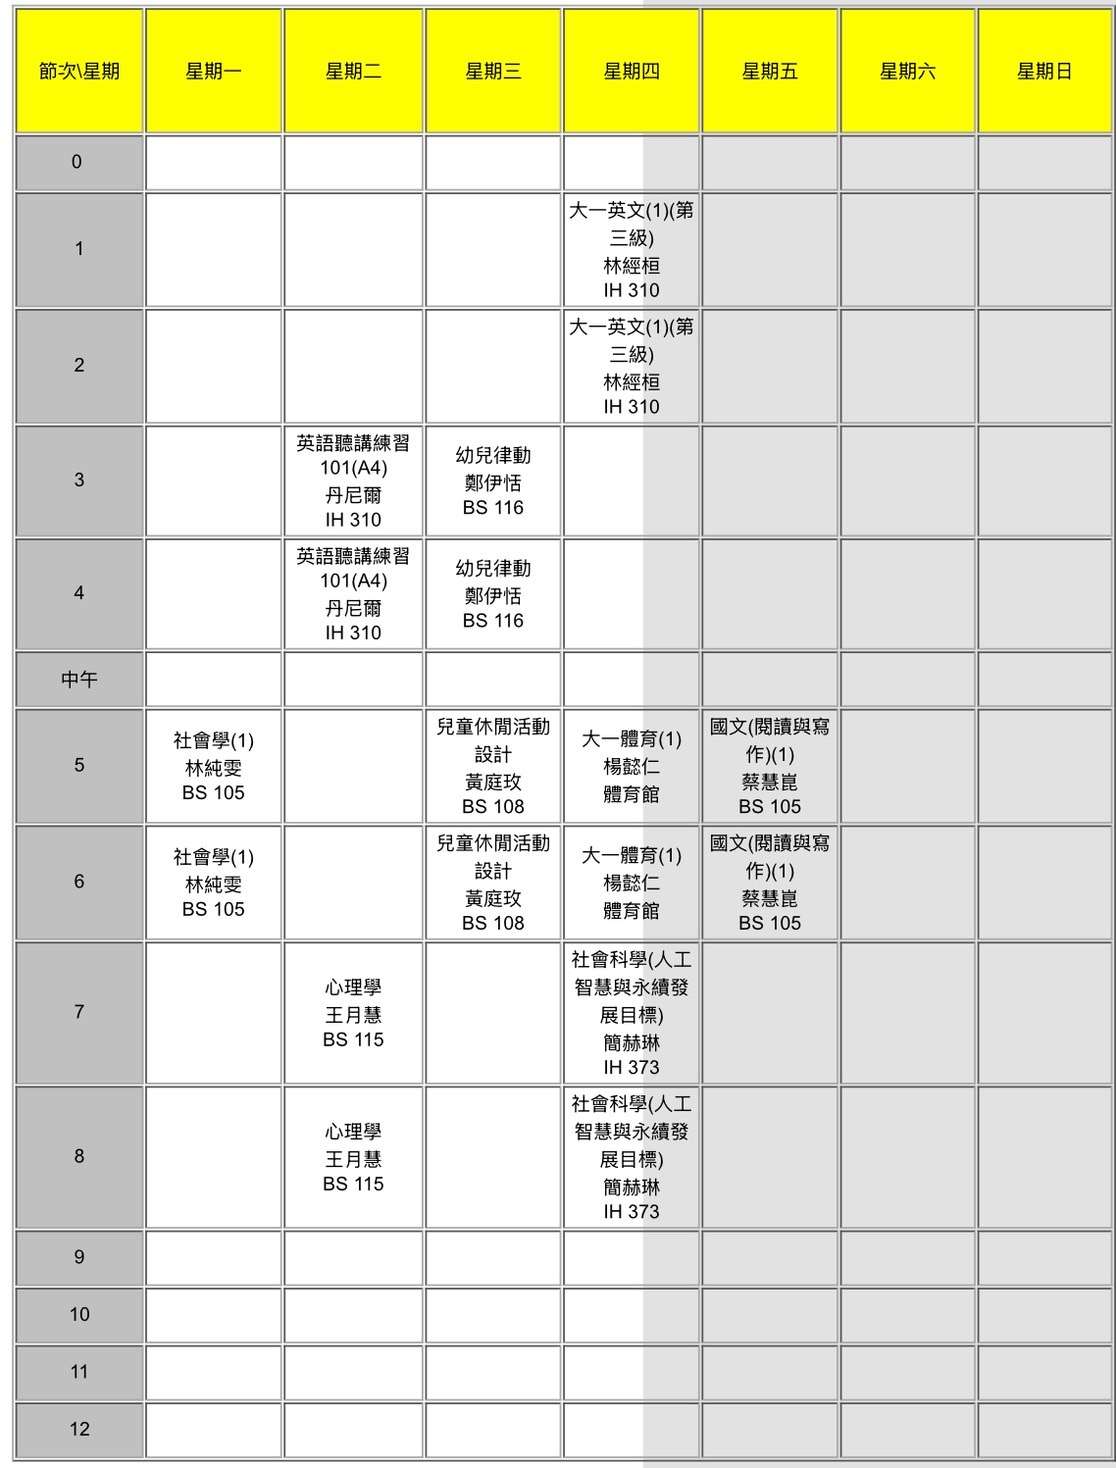 節次\星期 星期一 星期二 星期三 星期四 星期五 星期六 星期日
0
1
大一英文(1)(第
三級)
林經桓
IH 310
2
大一英文(1)(第
三級)
林經桓
IH 310
3
英語聽講練習
101(A4)
丹尼爾
IH 310
幼兒律動
鄭伊恬
BS 116
4
英語聽講練習
101(A4)
丹尼爾
IH 310
幼兒律動
鄭伊恬
BS 116
中午
5
社會學(1)
林純雯
BS 105
兒童休閒活動
設計
黃庭玫
BS 108
大一體育(1)
楊懿仁
體育館
國文(閱讀與寫
作)(1)
蔡慧崑
BS 105
6
社會學(1)
林純雯
BS 105
兒童休閒活動
設計
黃庭玫
BS 108
大一體育(1)
楊懿仁
體育館
國文(閱讀與寫
作)(1)
蔡慧崑
BS 105
7
心理學
王月慧
BS 115
社會科學(人工
智慧與永續發
展目標)
簡赫琳
IH 373
8
心理學
王月慧
BS 115
社會科學(人工
智慧與永續發
展目標)
簡赫琳
IH 373
9
10
11
12